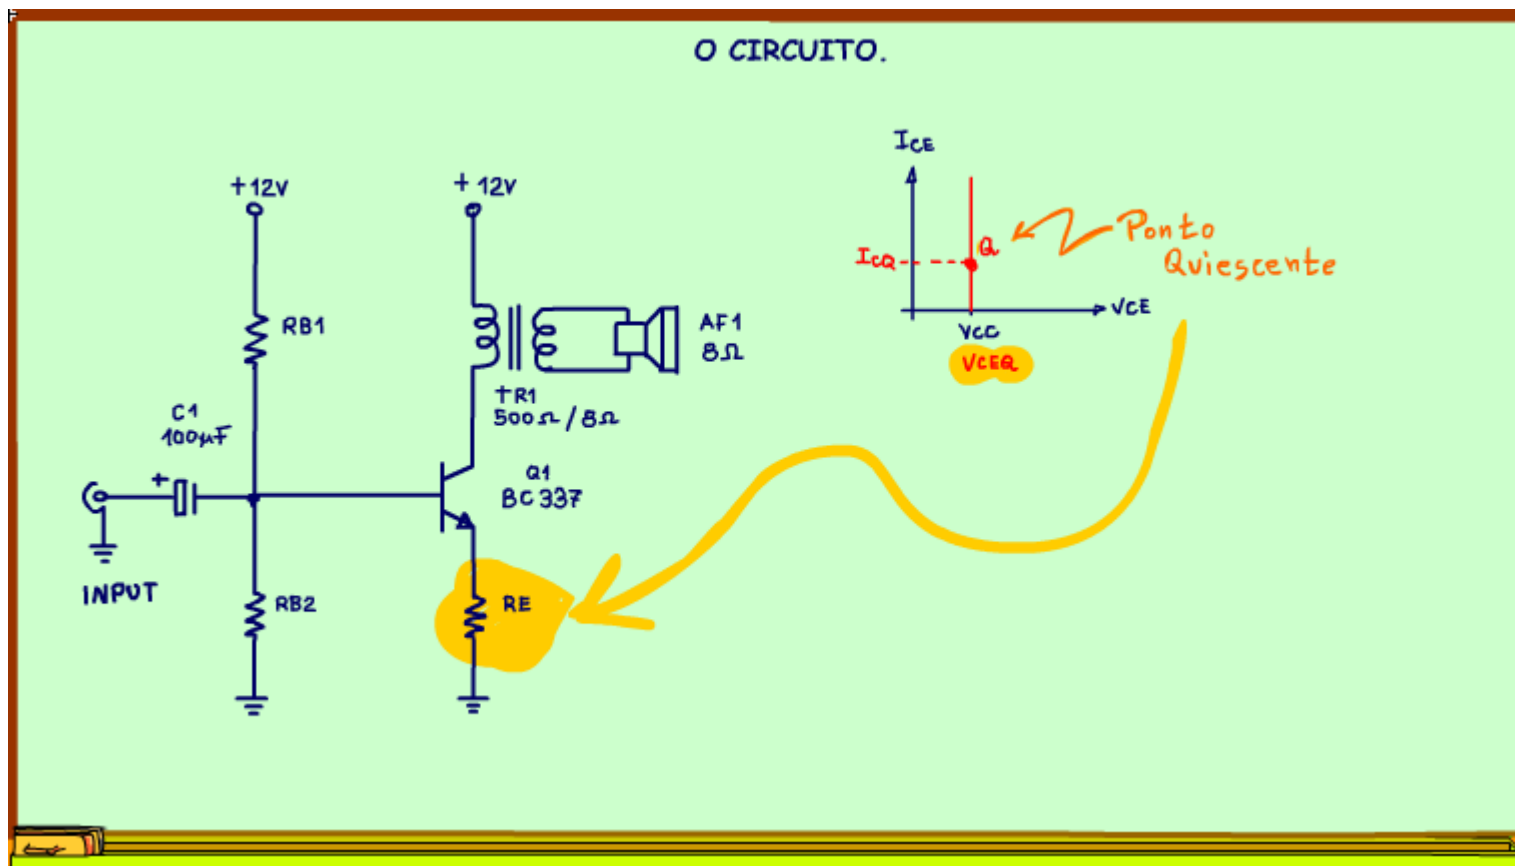 O CIRCUITO.
+12V
+12V
RB1
C1
100µF
+
INPUT
RB2
TR1
500Ω/8Ω
AF1
8Ω
Q1
BC337
RE
ICE
ICQ
Q
VCE
VCC
VCEQ
Ponto
Quiescente